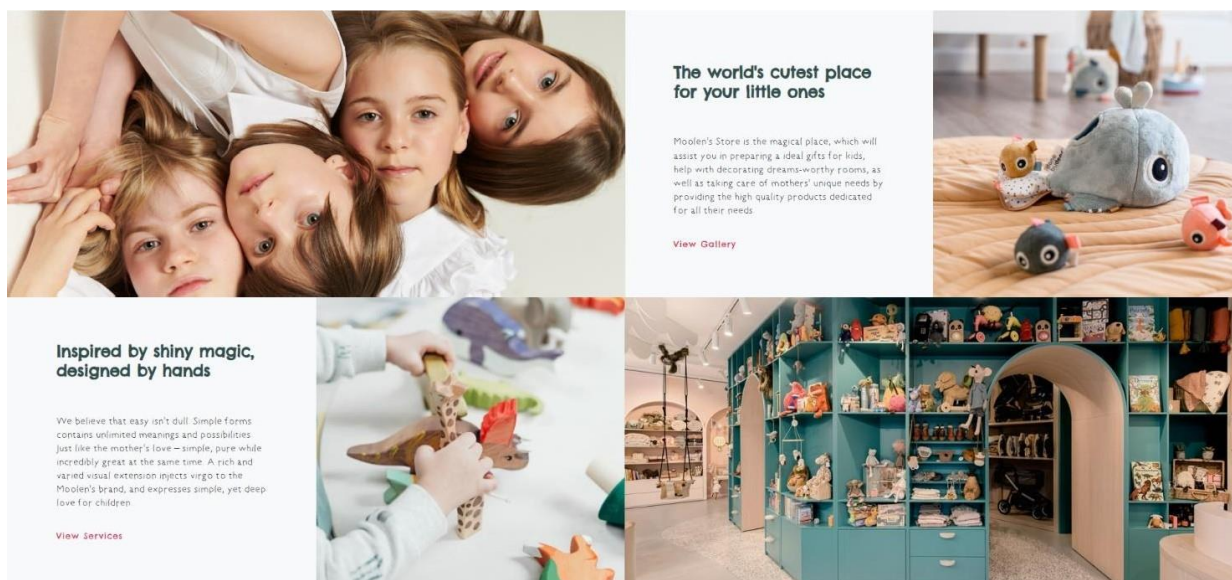 The world's cutest place
for your little ones
Moolen's Store is the magical place, which will
assist you in preparing a ideal gifts for kids,
help with decorating dreams-worthy rooms, as
well as taking care of mothers' unique needs by
providing the high quality products dedicated
for all their needs.
View Gallery
Inspired by shiny magic,
designed by hands
We believe that easy isn't dull. Simple forms
contains unlimited meanings and possibilities.
Just like the mother's love – simple, pure while
incredibly great at the same time. A rich and
varied visual extension injects virgo to the
Moolen's brand, and expresses simple, yet deep
love for children.
View Services